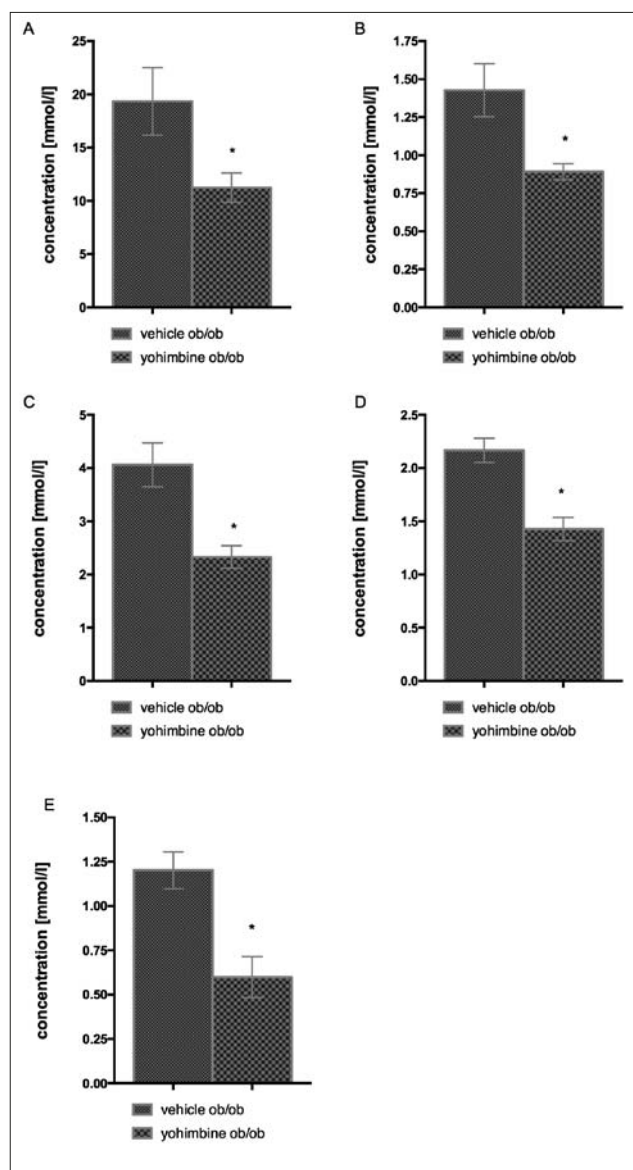 A
concentration [mmol/l]
25
20
15
10
5
0
*
vehicle ob/ob
yohimbine ob/ob
B
concentration [mmol/l]
1.75
1.50
1.25
1.00
0.75
0.50
0.25
0.00
*
vehicle ob/ob
yohimbine ob/ob
C
concentration [mmol/l]
5
4
3
2
1
0
*
vehicle ob/ob
yohimbine ob/ob
D
concentration [mmol/l]
2.5
2.0
1.5
1.0
0.5
0.0
*
vehicle ob/ob
yohimbine ob/ob
E
concentration [mmol/l]
1.50
1.25
1.00
0.75
0.50
0.25
0.00
*
vehicle ob/ob
yohimbine ob/ob